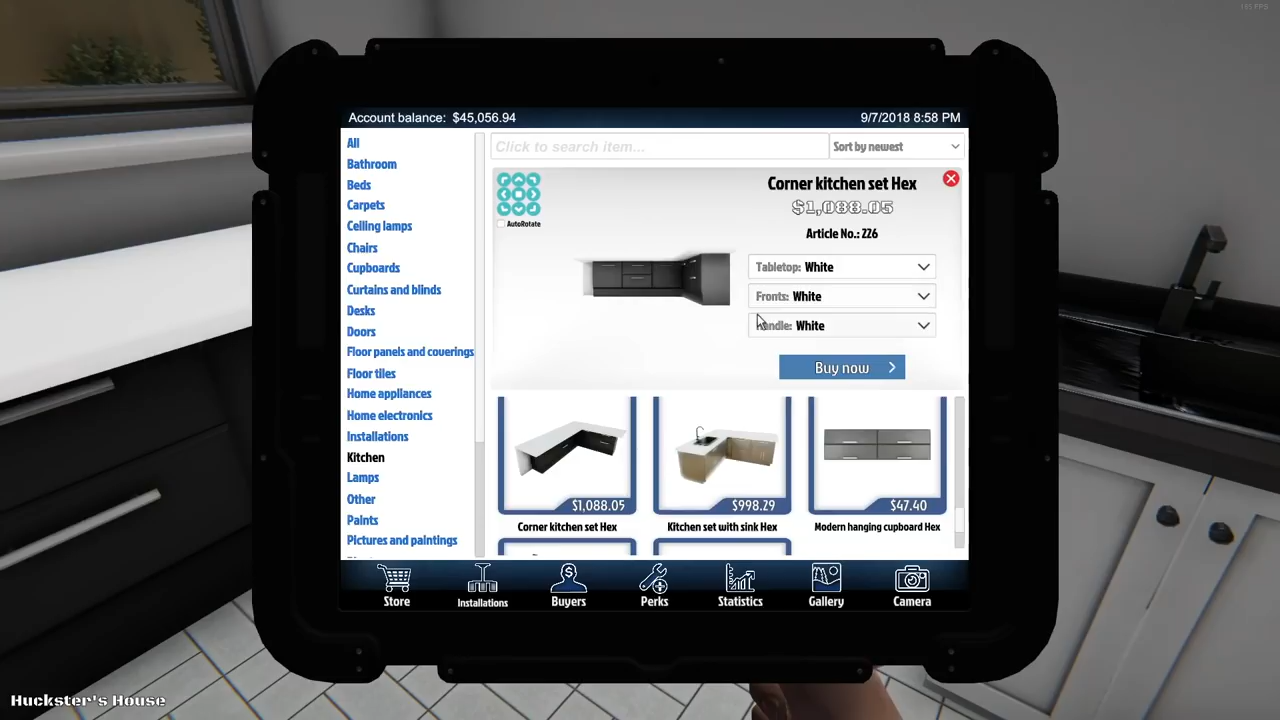 Account balance: $45,056.94
9/7/2018 8:58 PM
All
Bathroom
Beds
Carpets
Ceiling lamps
Chairs
Cupboards
Curtains and blinds
Desks
Doors
Floor panels and coverings
Floor tiles
Home appliances
Home electronics
Installations
Kitchen
Lamps
Other
Paints
Pictures and paintings
Click to search item...
Sort by newest
AutoRotate
Corner kitchen set Hex
$1,088.05
Article No.: 226
Tabletop: White
Fronts: White
Handle: White
Buy now
$1,088.05
$998.29
$47.40
Corner kitchen set Hex
Kitchen set with sink Hex
Modern hanging cupboard Hex
Store
Installations
Buyers
Perks
Statistics
Gallery
Camera
Huckster's House